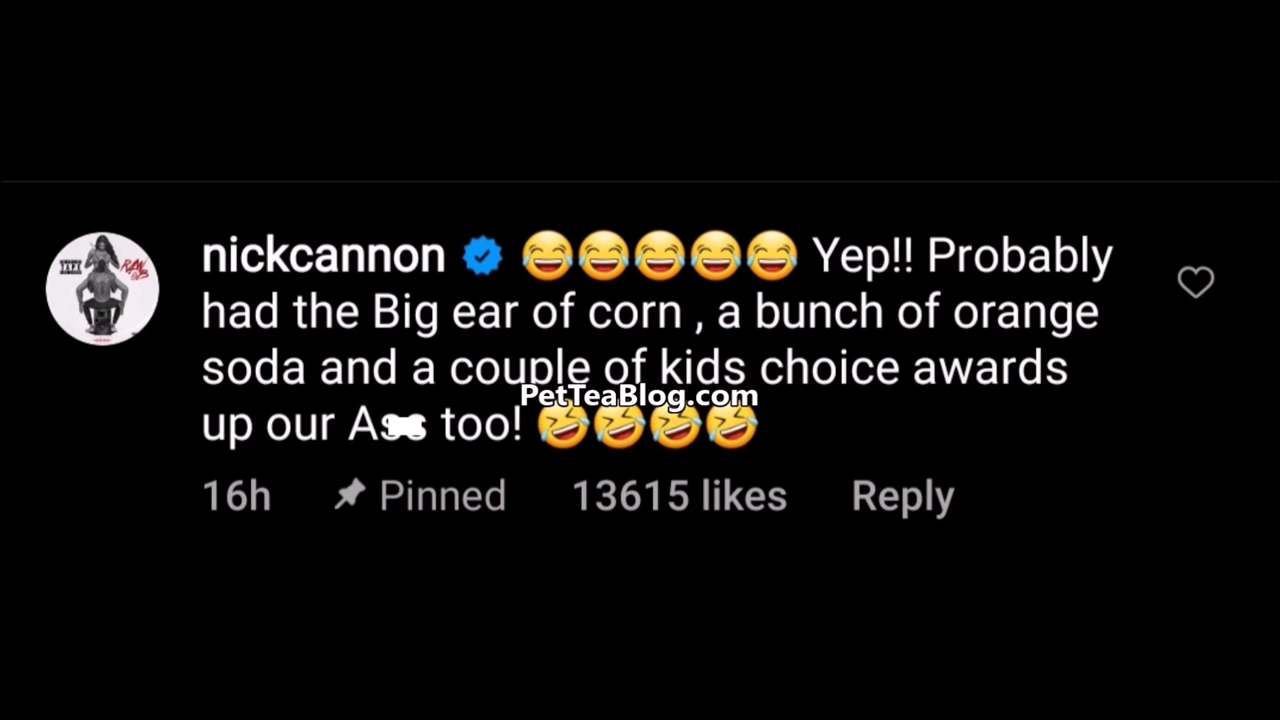 nickcannon 😂😂😂😂😂 Yep!! Probably
had the Big ear of corn , a bunch of orange
soda and a couple of kids choice awards
PetTeaBlog.com
up our Ass too! 🤣🤣🤣🤣
16h Pinned 13615 likes Reply